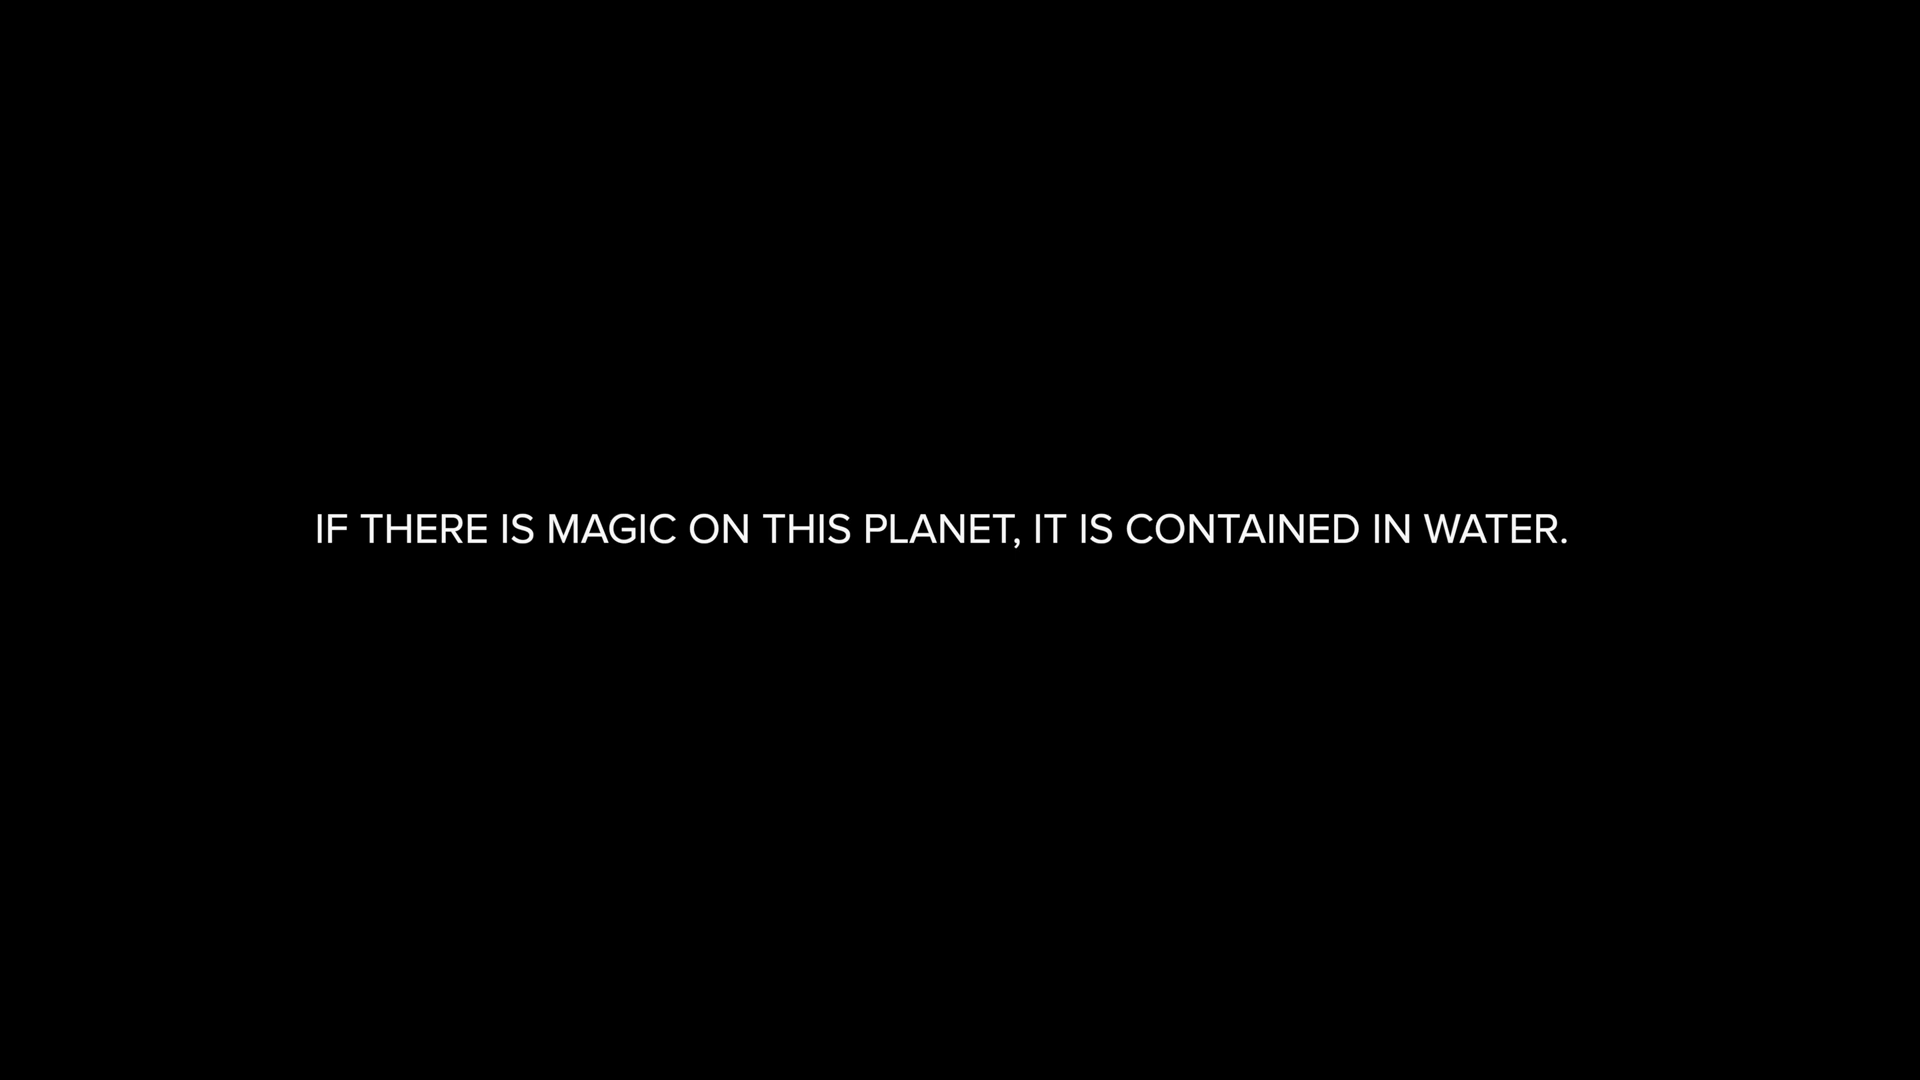 IF THERE IS MAGIC ON THIS PLANET, IT IS CONTAINED IN WATER.